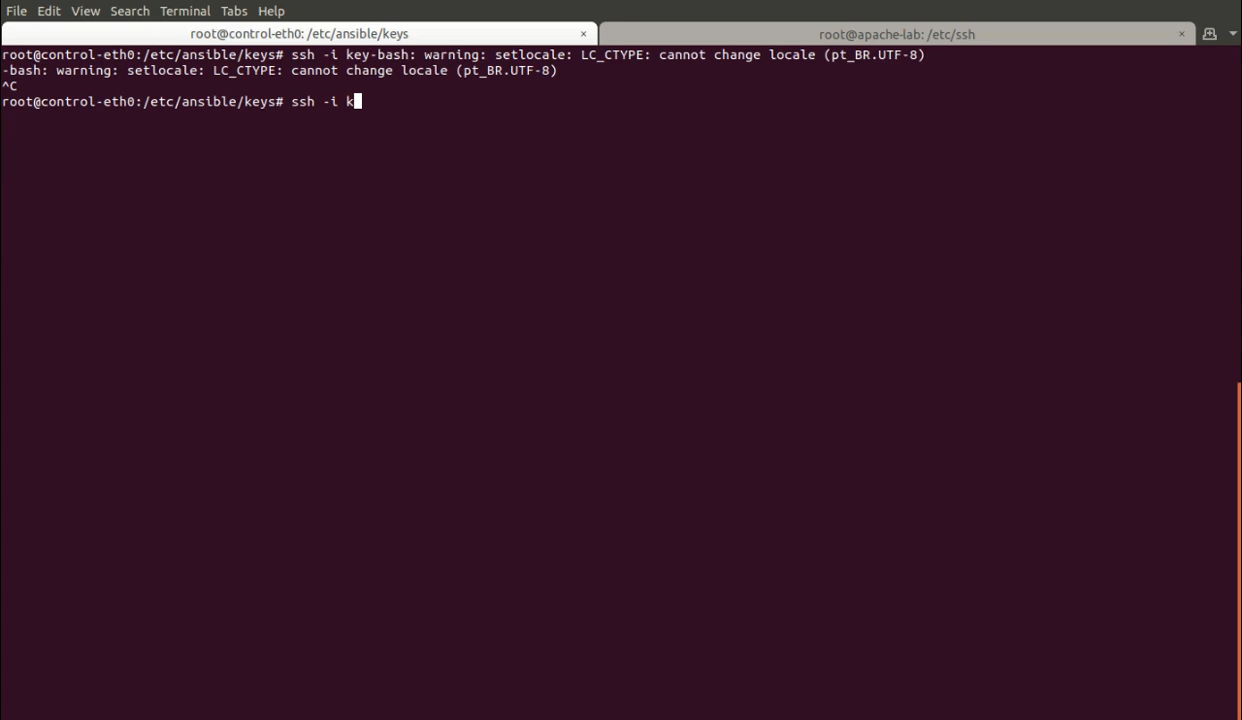 File Edit View Search Terminal Tabs Help
root@control-eth0: /etc/ansible/keys × root@apache-lab: /etc/ssh ×
root@control-eth0:/etc/ansible/keys# ssh -i key-bash: warning: setlocale: LC_CTYPE: cannot change locale (pt_BR.UTF-8)
-bash: warning: setlocale: LC_CTYPE: cannot change locale (pt_BR.UTF-8)
^C
root@control-eth0:/etc/ansible/keys# ssh -i k